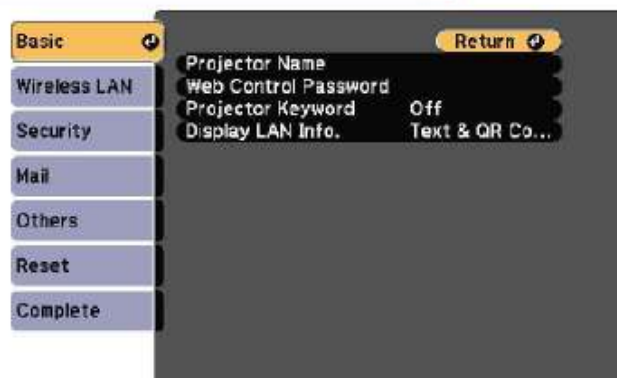 Basic
Wireless LAN
Security
Mail
Others
Reset
Complete
Return
Projector Name
Web Control Password
Projector Keyword Off
Display LAN Info. Text & QR Co...